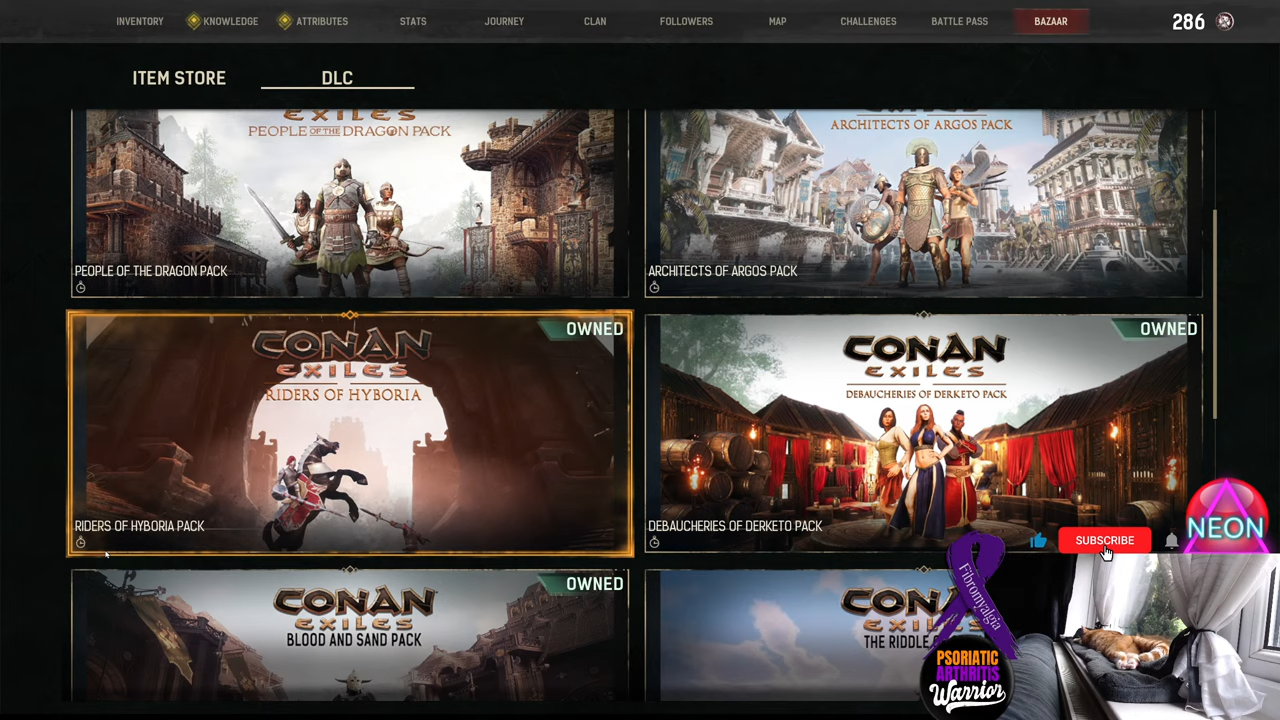 INVENTORY
KNOWLEDGE
ATTRIBUTES
STATS
JOURNEY
CLAN
FOLLOWERS
MAP
CHALLENGES
BATTLE PASS
BAZAAR
286
ITEM STORE
DLC
EXILES
PEOPLE OF THE DRAGON PACK
PEOPLE OF THE DRAGON PACK
ARCHITECTS OF ARGOS PACK
ARCHITECTS OF ARGOS PACK
OWNED
CONAN
EXILES
RIDERS OF HYBORIA
RIDERS OF HYBORIA PACK
OWNED
CONAN
EXILES
DEBAUCHERIES OF DERKETO PACK
DEBAUCHERIES OF DERKETO PACK
SUBSCRIBE
NEON
OWNED
CONAN
EXILES
BLOOD AND SAND PACK
EXILES
THE RIDDLE
Fibromyalgia
PSORIATIC
ARTHRITIS
Warrior